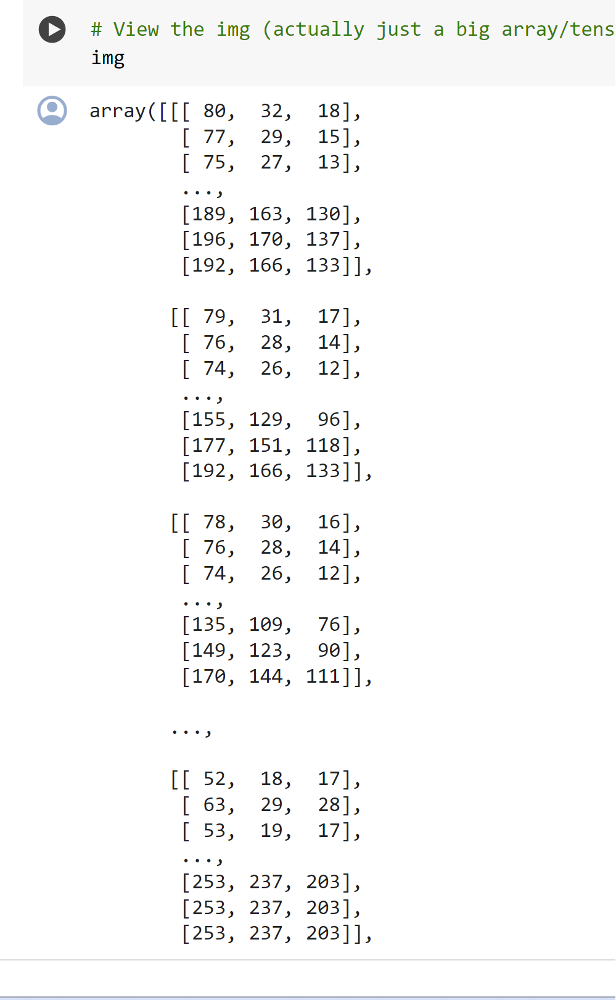 # View the img (actually just a big array/tens
img
array([[[ 80,  32,  18],
        [ 77,  29,  15],
        [ 75,  27,  13],
        ...,
        [189, 163, 130],
        [196, 170, 137],
        [192, 166, 133]],

       [[ 79,  31,  17],
        [ 76,  28,  14],
        [ 74,  26,  12],
        ...,
        [155, 129,  96],
        [177, 151, 118],
        [192, 166, 133]],

       [[ 78,  30,  16],
        [ 76,  28,  14],
        [ 74,  26,  12],
        ...,
        [135, 109,  76],
        [149, 123,  90],
        [170, 144, 111]],

       ...,

       [[ 52,  18,  17],
        [ 63,  29,  28],
        [ 53,  19,  17],
        ...,
        [253, 237, 203],
        [253, 237, 203],
        [253, 237, 203]],